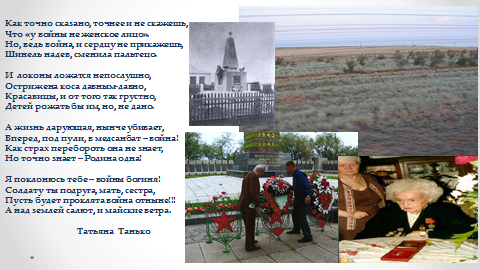 Как точно сказано, точнее и не скажешь,
Что «у войны не женское лицо».
Но, ведь война, и сердцу не прикажешь,
Шинель надев, сменила пальтецо.
И локоны ложатся непослушно,
Острижена коса давным-давно,
Красавицы, и от того так грустно,
Детей рожать бы им, но, не дано.
А жизнь дарующая, нынче убивает,
Вперед, под пули, в медсанбат – война!
Как страх перебороть она не знает,
Но точно знает – Родина одна!
Я поклонюсь тебе – войны богиня!
Солдату ты подруга, мать, сестра,
Пусть будет проклята война отныне!!!
А над землей салют, и майские ветра.
Татьяна Танько
1942
1943